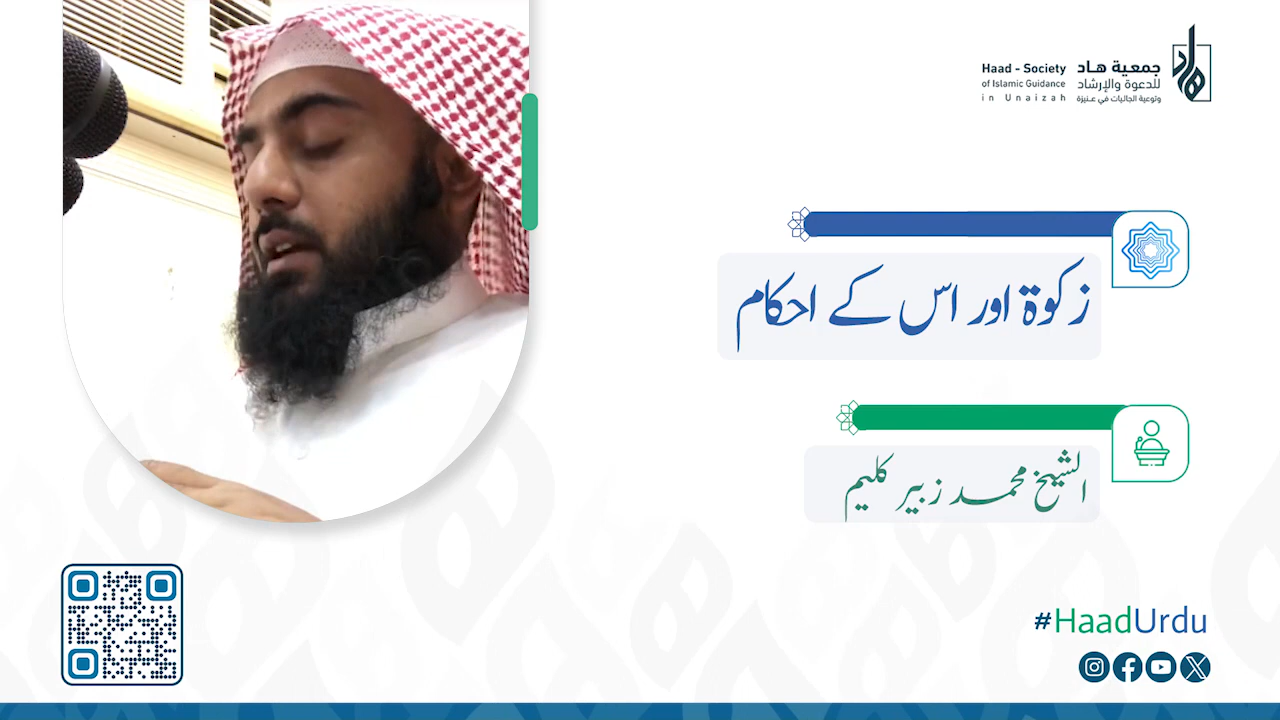 Haad - Society
of Islamic Guidance
in Unaizah
جمعية هـاد
للدعوة والإرشاد
وتوعية الجاليات في عنيزة
هاد
زکوۃ اور اس کے احکام
الشیخ محمد زبیر کلیم
#HaadUrdu